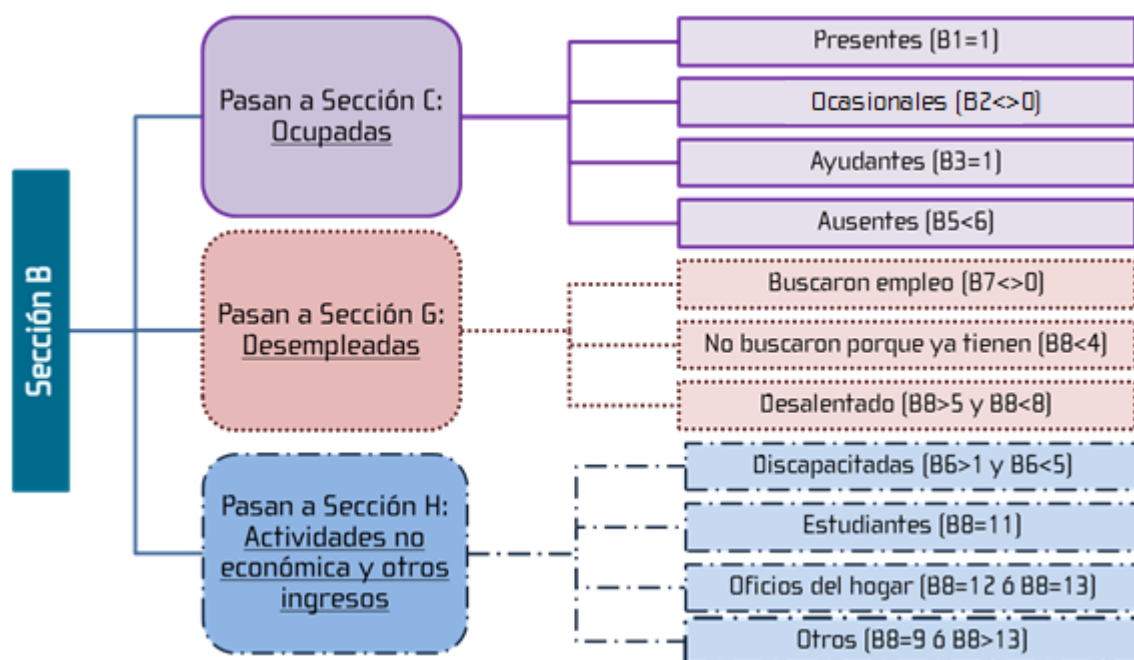 Sección B
Pasan a Sección C:
Ocupadas
Presentes (B1=1)
Ocasionales (B2<>0)
Ayudantes (B3=1)
Ausentes (B5<6)
Pasan a Sección G:
Desempleadas
Buscaron empleo (B7<>0)
No buscaron porque ya tienen (B8<4)
Desalentado (B8>5 y B8<8)
Pasan a Sección H:
Actividades no
económica y otros
ingresos
Discapacitadas (B6>1 y B6<5)
Estudiantes (B8=11)
Oficios del hogar (B8=12 ó B8=13)
Otros (B8=9 ó B8>13)